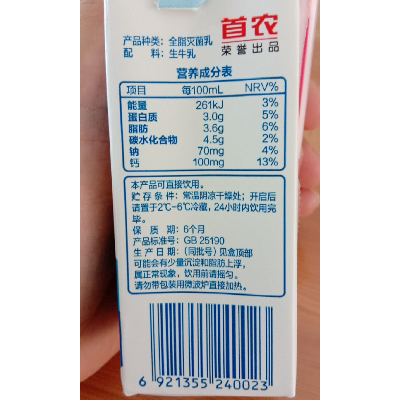 首农
荣誉出品
产品种类: 全脂灭菌乳
配 料: 生牛乳
营养成分表
项目 每100mL NRV%
能量 261kJ 3%
蛋白质 3.0g 5%
脂肪 3.6g 6%
碳水化合物 4.5g 2%
钠 70mg 4%
钙 100mg 13%
本产品可直接饮用。
贮存条件: 常温阴凉干燥处; 开启后
请置于2℃-6℃冷藏, 24小时内饮用完
毕。
保 质 期: 6个月
产品标准号: GB 25190
生产日期: (同批号) 见盒顶部
可能会有少量沉淀和脂肪上浮,
属正常现象, 饮用前请摇匀。
请勿带包装用微波炉直接加热。
6 921355 240023